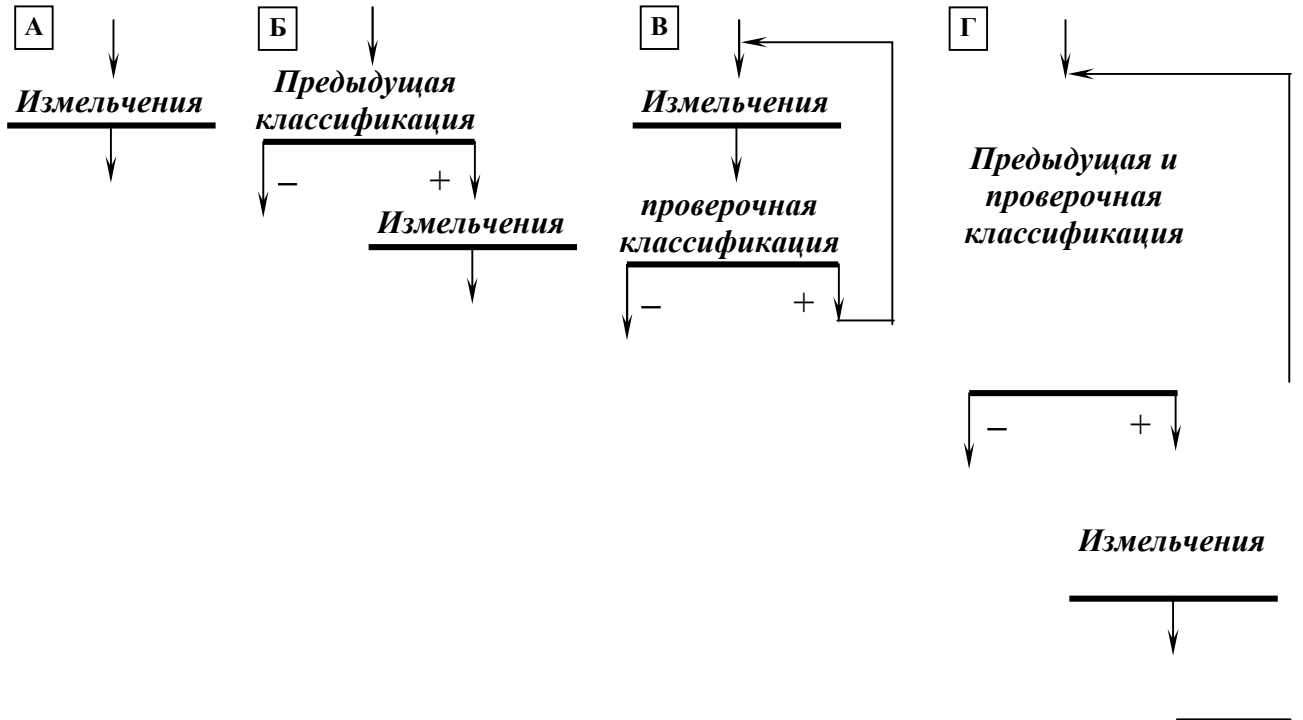 А
Измельчения
Б
Предыдущая
классификация
–
+
Измельчения
В
Измельчения
проверочная
классификация
–
+
Г
Предыдущая и
проверочная
классификация
–
+
Измельчения